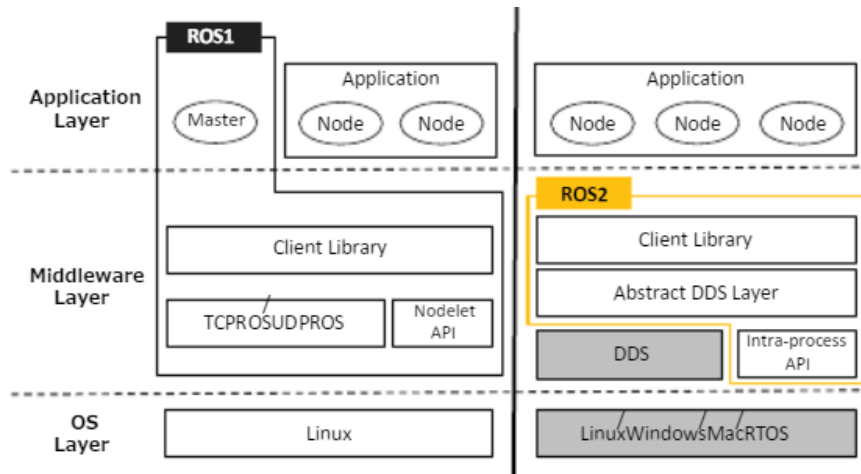 ROS1
Application
Layer
Master
Application
Node Node
Application
Node Node Node
Middleware
Layer
Client Library
TCPROSUDPROS
Nodelet
API
ROS2
Client Library
Abstract DDS Layer
DDS
Intra-process
API
OS
Layer
Linux
LinuxWindowsMacRTOS